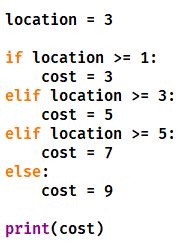 location = 3

if location >= 1:
    cost = 3
elif location >= 3:
    cost = 5
elif location >= 5:
    cost = 7
else:
    cost = 9

print(cost)